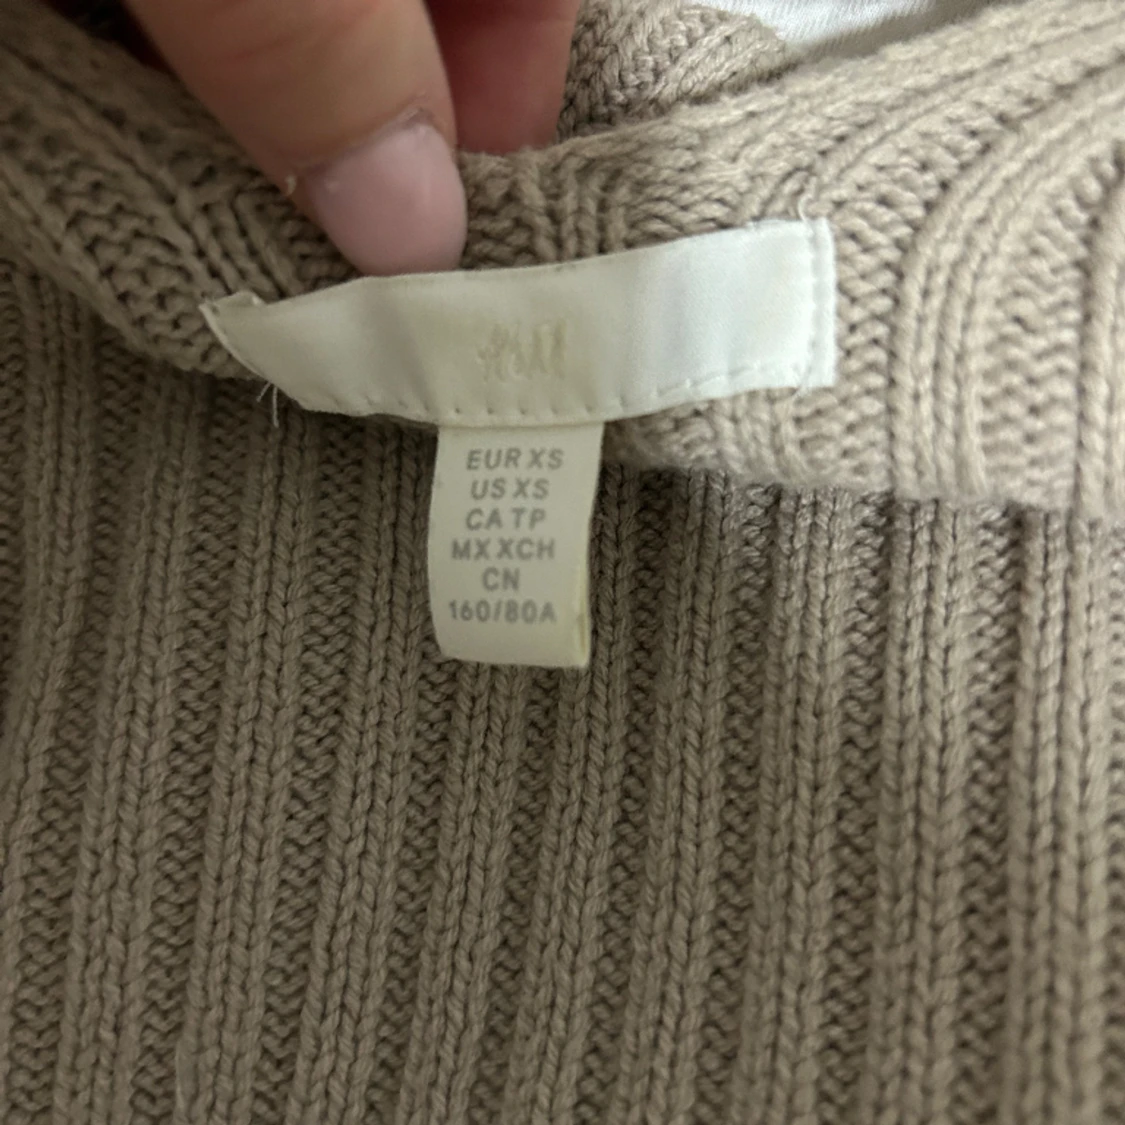 H&M
EUR XS
US XS
CA TP
MX XCH
CN
160/80A